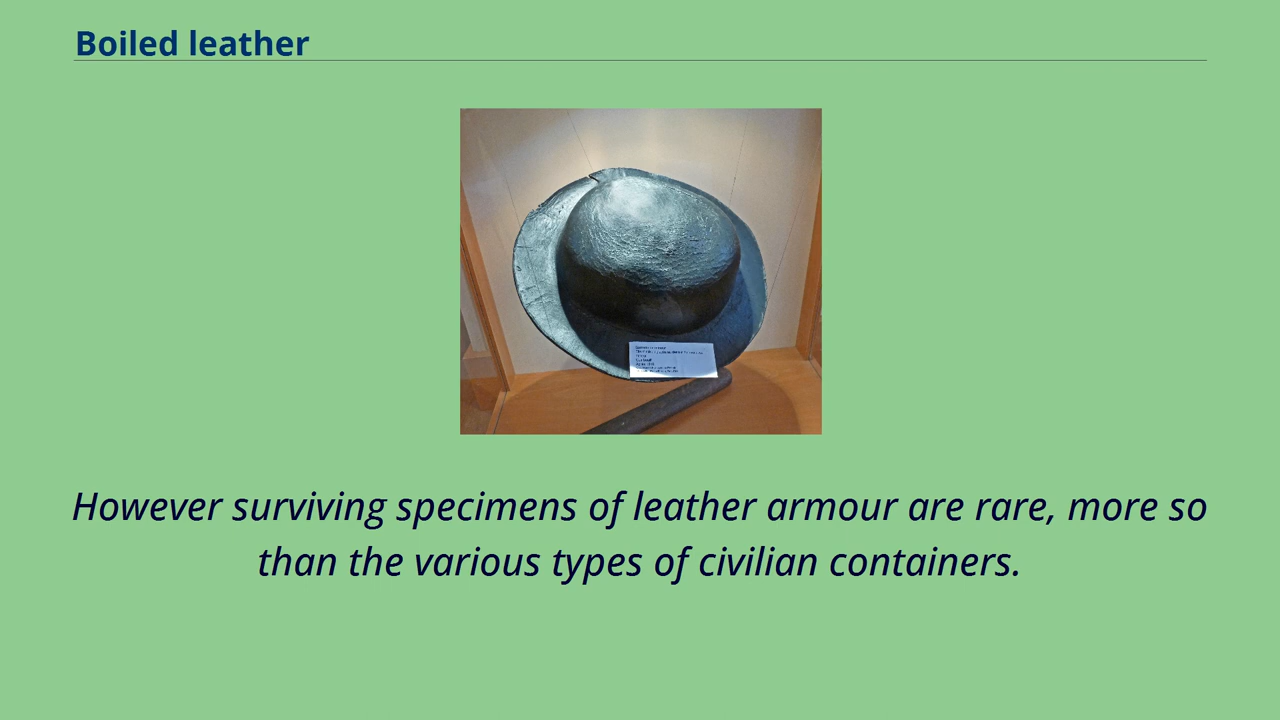 Boiled leather
However surviving specimens of leather armour are rare, more so
than the various types of civilian containers.